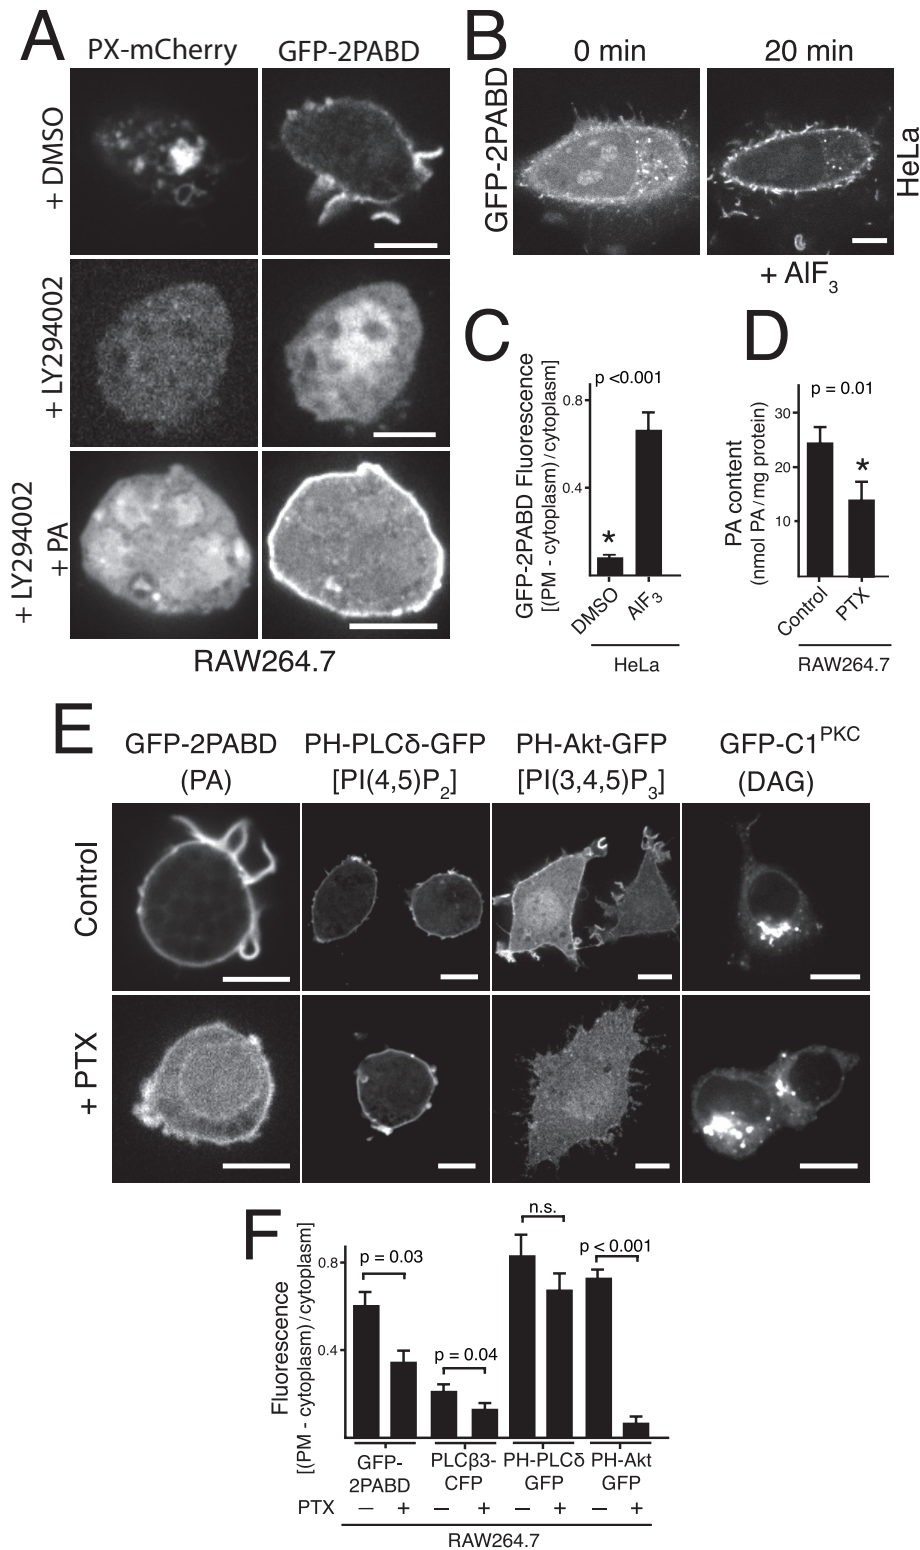 A
PX-mCherry
GFP-2PABD
+ DMSO
+ LY294002
+ LY294002
+ PA
RAW264.7
B
0 min
20 min
GFP-2PABD
HeLa
+ AlF3
C
GFP-2PABD Fluorescence
[(PM - cytoplasm) / cytoplasm]
p <0.001
0.8
0.4
*
DMSO
AlF3
HeLa
D
PA content
(nmol PA / mg protein)
p = 0.01
30
20
10
*
Control
PTX
RAW264.7
E
GFP-2PABD
(PA)
PH-PLCδ-GFP
[PI(4,5)P2]
PH-Akt-GFP
[PI(3,4,5)P3]
GFP-C1PKC
(DAG)
Control
+ PTX
F
Fluorescence
[(PM - cytoplasm) / cytoplasm]
0.8
0.4
p = 0.03
p = 0.04
n.s.
p < 0.001
GFP-
2PABD
PLCβ3-
CFP
PH-PLCδ
GFP
PH-Akt
GFP
PTX − + − + − + − +
RAW264.7